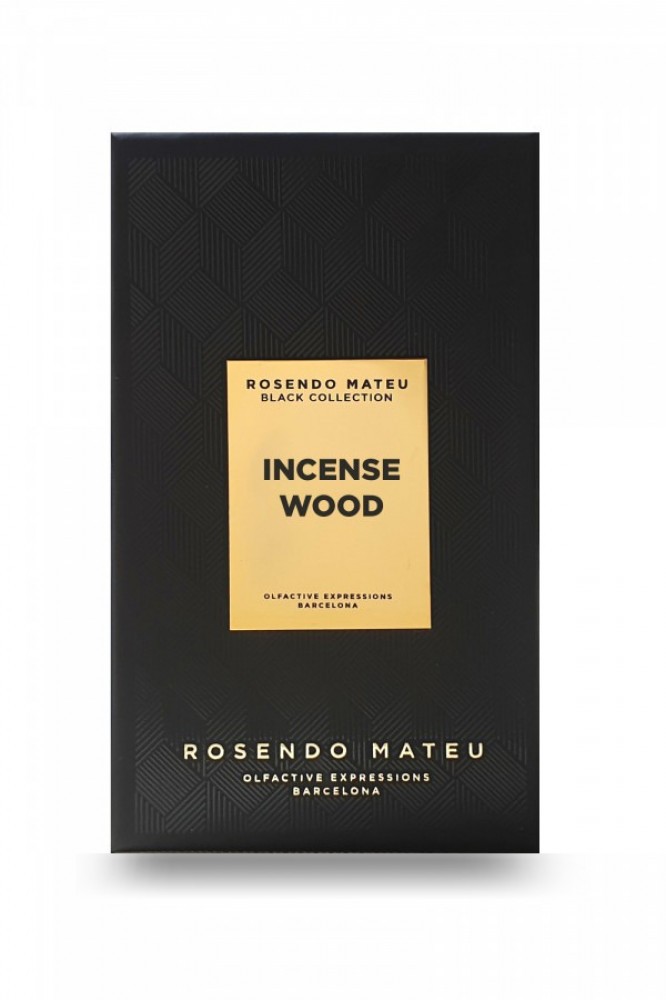 ROSENDO MATEU
BLACK COLLECTION
INCENSE
WOOD
OLFACTIVE EXPRESSIONS
BARCELONA
ROSENDO MATEU
OLFACTIVE EXPRESSIONS
BARCELONA